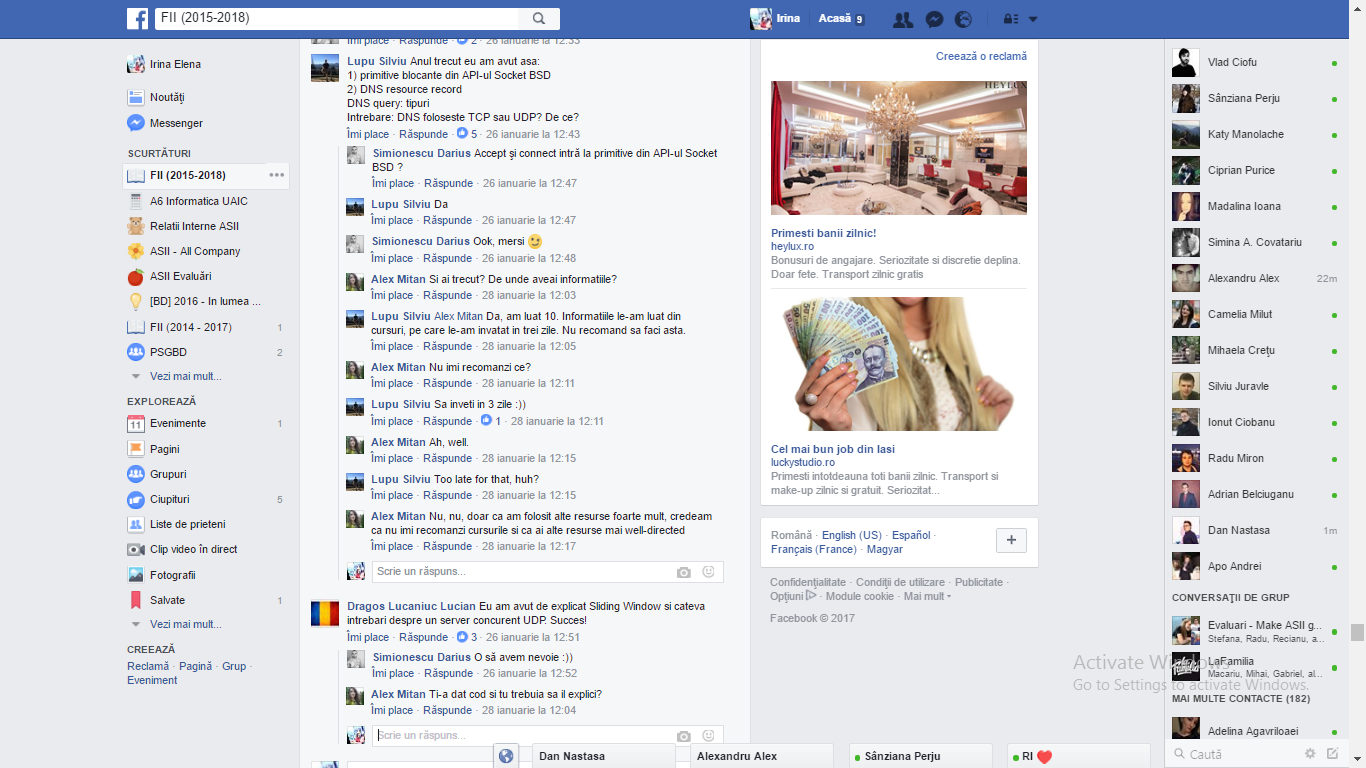 FII (2015-2018)
Irina
Acasă 9
Irina Elena
Noutăți
Messenger
SCURTĂTURI
FII (2015-2018)
A6 Informatica UAIC
Relatii Interne ASII
ASII - All Company
ASII Evaluări
[BD] 2016 - In lumea ...
FII (2014 - 2017) 1
PSGBD 2
Vezi mai mult...
EXPLOREAZĂ
11 Evenimente 1
Pagini
Grupuri
Ciupituri 5
Liste de prieteni
Clip video în direct
Fotografii
Salvate 1
Vezi mai mult...
CREEAZĂ
Reclamă · Pagină · Grup ·
Eveniment
Îmi place · Răspunde · 2 · 26 ianuarie la 12:33
Lupu Silviu Anul trecut eu am avut asa:
1) primitive blocante din API-ul Socket BSD
2) DNS resource record
DNS query: tipuri
Intrebare: DNS foloseste TCP sau UDP? De ce?
Îmi place · Răspunde · 5 · 26 ianuarie la 12:43
Simionescu Darius Accept și connect intră la primitive din API-ul Socket
BSD ?
Îmi place · Răspunde · 26 ianuarie la 12:47
Lupu Silviu Da
Îmi place · Răspunde · 26 ianuarie la 12:47
Simionescu Darius Ook, mersi
Îmi place · Răspunde · 26 ianuarie la 12:48
Alex Mitan Si ai trecut? De unde aveai informatiile?
Îmi place · Răspunde · 28 ianuarie la 12:03
Lupu Silviu Alex Mitan Da, am luat 10. Informatiile le-am luat din
cursuri, pe care le-am invatat in trei zile. Nu recomand sa faci asta.
Îmi place · Răspunde · 28 ianuarie la 12:05
Alex Mitan Nu imi recomanzi ce?
Îmi place · Răspunde · 28 ianuarie la 12:11
Lupu Silviu Sa inveti in 3 zile :))
Îmi place · Răspunde · 1 · 28 ianuarie la 12:11
Alex Mitan Ah, well.
Îmi place · Răspunde · 28 ianuarie la 12:15
Lupu Silviu Too late for that, huh?
Îmi place · Răspunde · 28 ianuarie la 12:15
Alex Mitan Nu, nu, doar ca am folosit alte resurse foarte mult, credeam
ca nu imi recomanzi cursurile si ca ai alte resurse mai well-directed
Îmi place · Răspunde · 28 ianuarie la 12:17
Scrie un răspuns...
Dragos Lucaniuc Lucian Eu am avut de explicat Sliding Window si cateva
intrebari despre un server concurent UDP. Succes!
Îmi place · Răspunde · 3 · 26 ianuarie la 12:51
Simionescu Darius O să avem nevoie :))
Îmi place · Răspunde · 26 ianuarie la 12:52
Alex Mitan Ti-a dat cod si tu trebuia sa il explici?
Îmi place · Răspunde · 28 ianuarie la 12:04
Scrie un răspuns...
Creează o reclamă
HEYLUX
Primesti banii zilnic!
heylux.ro
Bonusuri de angajare. Seriozitate si discretie deplina.
Doar fete. Transport zilnic gratis
Cel mai bun job din Iasi
luckystudio.ro
Primesti intotdeauna toti banii zilnic. Transport si
make-up zilnic si gratuit. Seriozitat...
Română · English (US) · Español ·
Français (France) · Magyar
Confidențialitate · Condiții de utilizare · Publicitate ·
Opțiuni · Module cookie · Mai mult
Facebook © 2017
Vlad Ciofu
Sânziana Perju
Katy Manolache
Ciprian Purice
Madalina Ioana
Simina A. Covatariu
Alexandru Alex 22m
Camelia Milut
Mihaela Crețu
Silviu Juravle
Ionut Ciobanu
Radu Miron
Adrian Belciuganu
Dan Nastasa 1m
Apo Andrei
CONVERSAȚII DE GRUP
Evaluari - Make ASII g...
Stefana, Radu, Recianu, a...
LaFamilia
Macariu, Mihai, Gabriel, al...
MAI MULTE CONTACTE (182)
Adelina Agavriloaei
Caută
Activate Windows
Go to Settings to activate Windows.
Dan Nastasa
Alexandru Alex
Sânziana Perju
RI